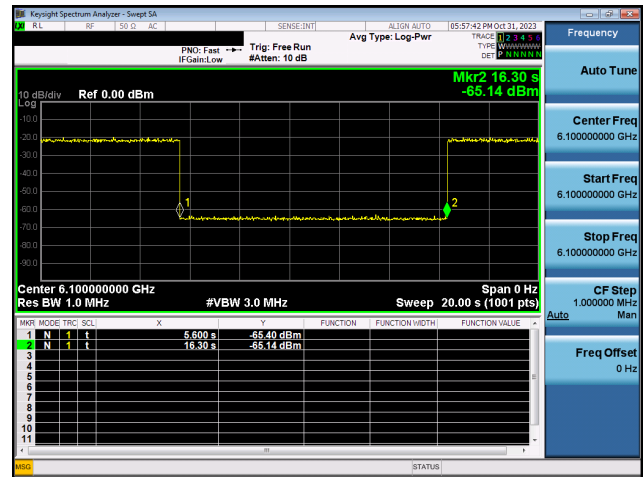 Keysight Spectrum Analyzer - Swept SA
RL RF 50 Ω AC SENSE:INT ALIGN AUTO 05:57:42 PM Oct 31, 2023
Avg Type: Log-Pwr TRACE 1 2 3 4 5 6
PNO: Fast Trig: Free Run TYPE W
IFGain:Low #Atten: 10 dB DET P N N N N N
Frequency
Mkr2 16.30 s
10 dB/div Ref 0.00 dBm -65.14 dBm
Log
-10.0
-20.0
-30.0
-40.0
-50.0
-60.0
-70.0
-80.0
-90.0
1
2
Center 6.100000000 GHz Span 0 Hz
Res BW 1.0 MHz #VBW 3.0 MHz Sweep 20.00 s (1001 pts)
MKR MODE TRC SCL X Y FUNCTION FUNCTION WIDTH FUNCTION VALUE
1 N 1 t 5.600 s -65.40 dBm
2 N 1 t 16.30 s -65.14 dBm
3
4
5
6
7
8
9
10
11
MSG STATUS
Auto Tune
Center Freq
6.100000000 GHz
Start Freq
6.100000000 GHz
Stop Freq
6.100000000 GHz
CF Step
1.000000 MHz
Auto Man
Freq Offset
0 Hz